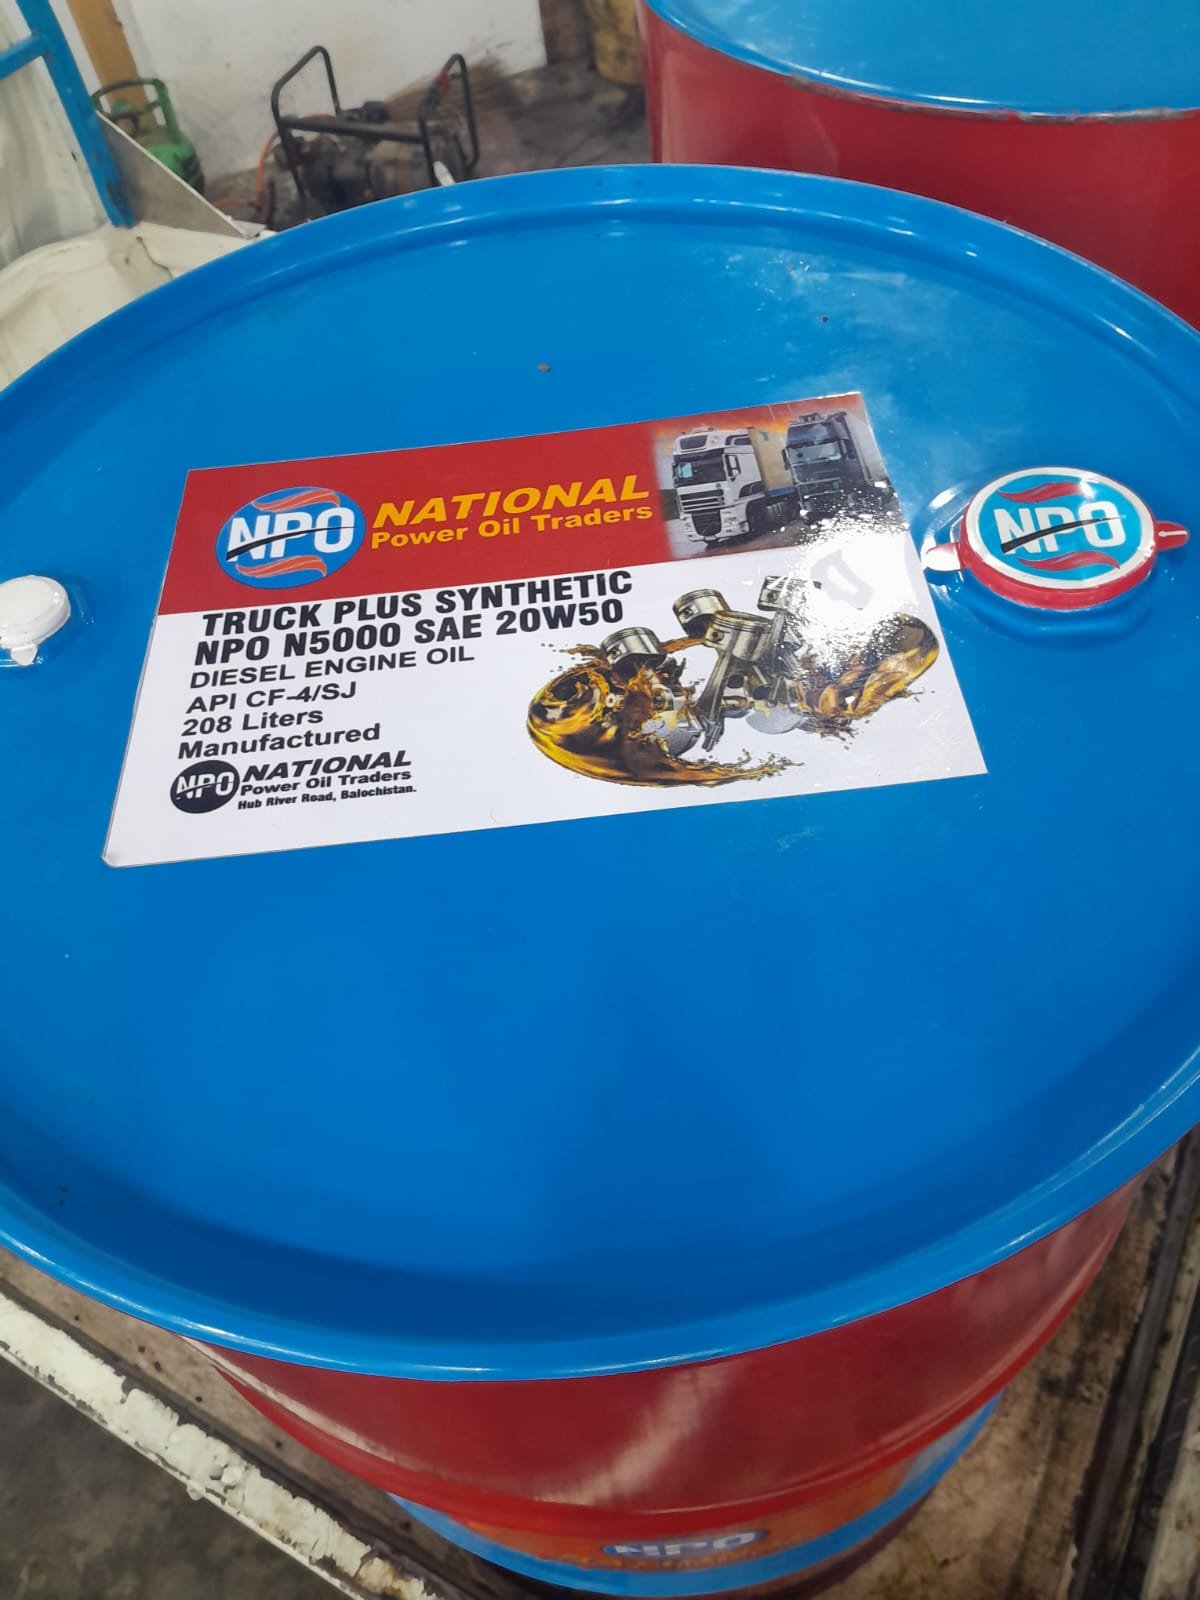 NPO NATIONAL
Power Oil Traders
TRUCK PLUS SYNTHETIC
NPO N5000 SAE 20W50
DIESEL ENGINE OIL
API CF-4/SJ
208 Liters
Manufactured
NPO NATIONAL
Power Oil Traders
Hub River Road, Balochistan.
NPO
NPO